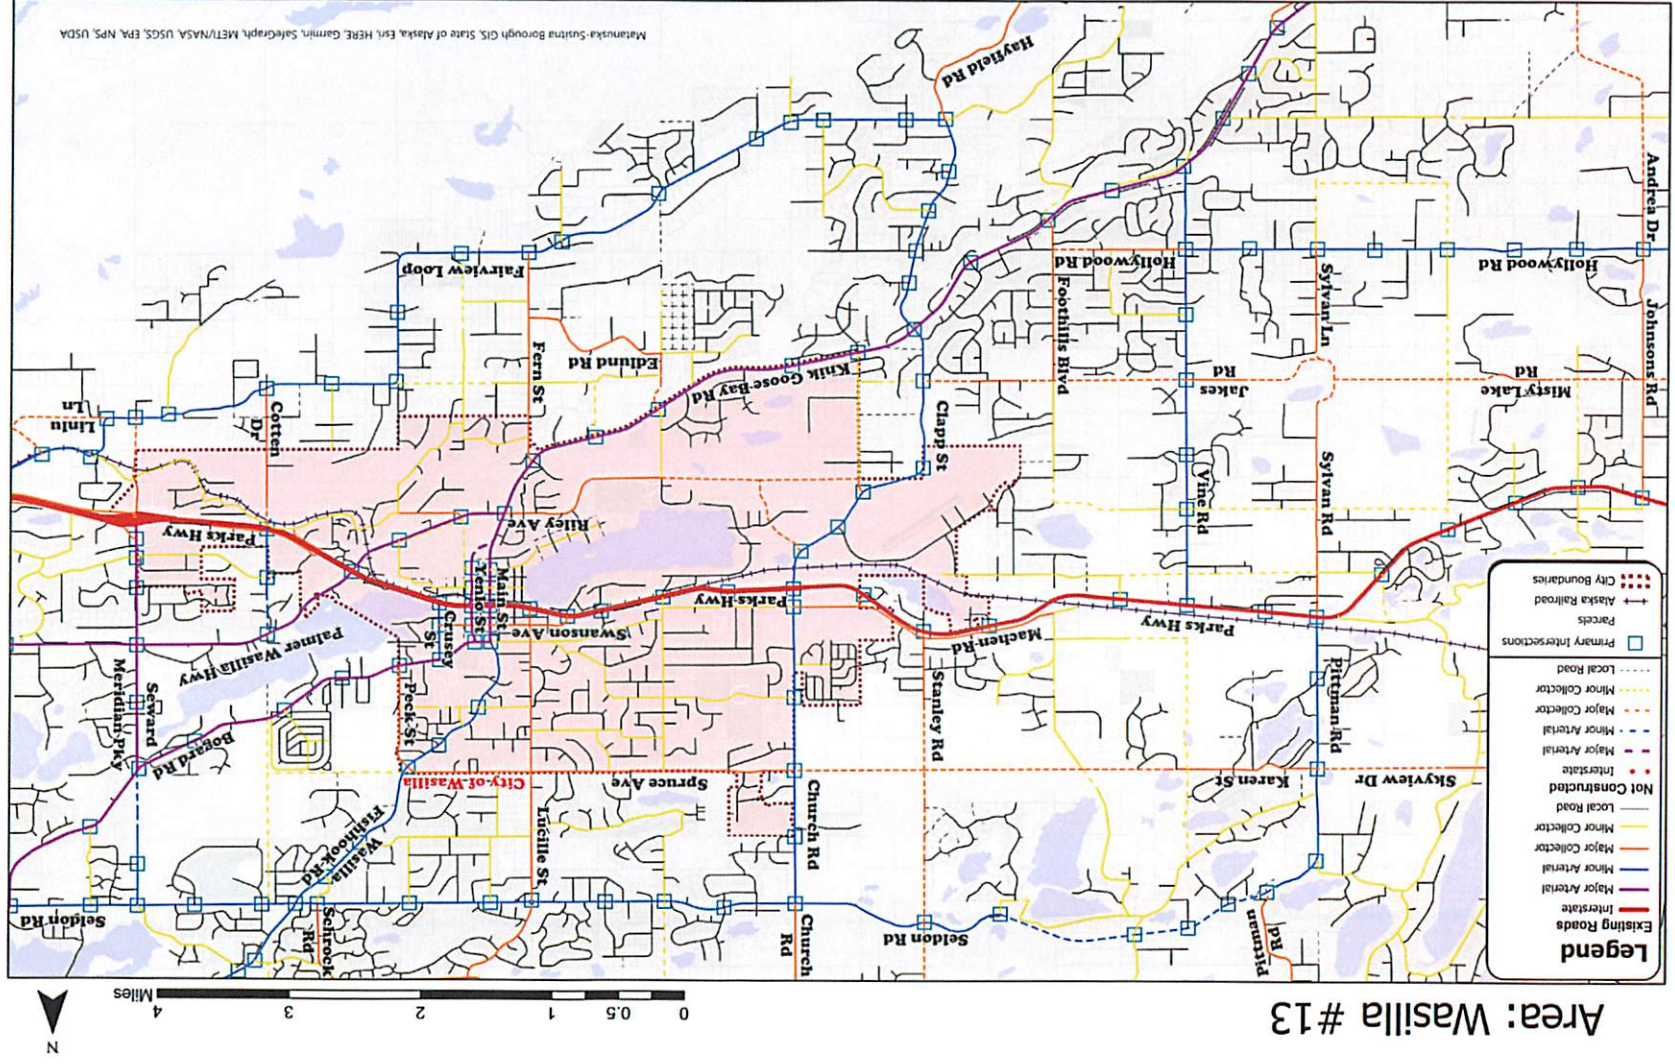 Area: Wasilla #13
0 0.5 1 2 3 4
Miles
N
Legend
Existing Roads
Interstate
Major Arterial
Minor Arterial
Major Collector
Minor Collector
Local Road
Not Constructed
Interstate
Major Arterial
Minor Arterial
Major Collector
Minor Collector
Local Road
Primary Intersections
Parcels
Alaska Railroad
City Boundaries
Pittman
Rd
Seldon Rd
Church
Rd
Schrock
Rd
Seldon Rd
Wasilla
Fishhook-Rd
Lucille St
Church Rd
Skyview Dr
Karen St
Spruce Ave
City of Wasilla
Bogard Rd
Pittman-Rd
Stanley Rd
Peck-St
Seward
Meridian-Pky
Palmer Wasilla-Hwy
Machen-Rd
Swanson Ave
Crusey
St
Parks Hwy
Parks-Hwy
Main-St
Yenlo-St
Parks Hwy
Riley Ave
Sylvan Rd
Vine Rd
Clapp St
Cotten
Dr
Linlu
Ln
Misty Lake
Rd
Jakes
Rd
Knik Goose-Bay
Rd
Edlund Rd
Fern St
Johnsons Rd
Sylvan Ln
Foothills Blvd
Hollywood Rd
Hollywood Rd
Fairview Loop
Andrea Dr
Hayfield Rd
Matanuska-Susitna Borough GIS, State of Alaska, Esri, HERE, Garmin, SafeGraph, METI/NASA, USGS, EPA, NPS, USDA